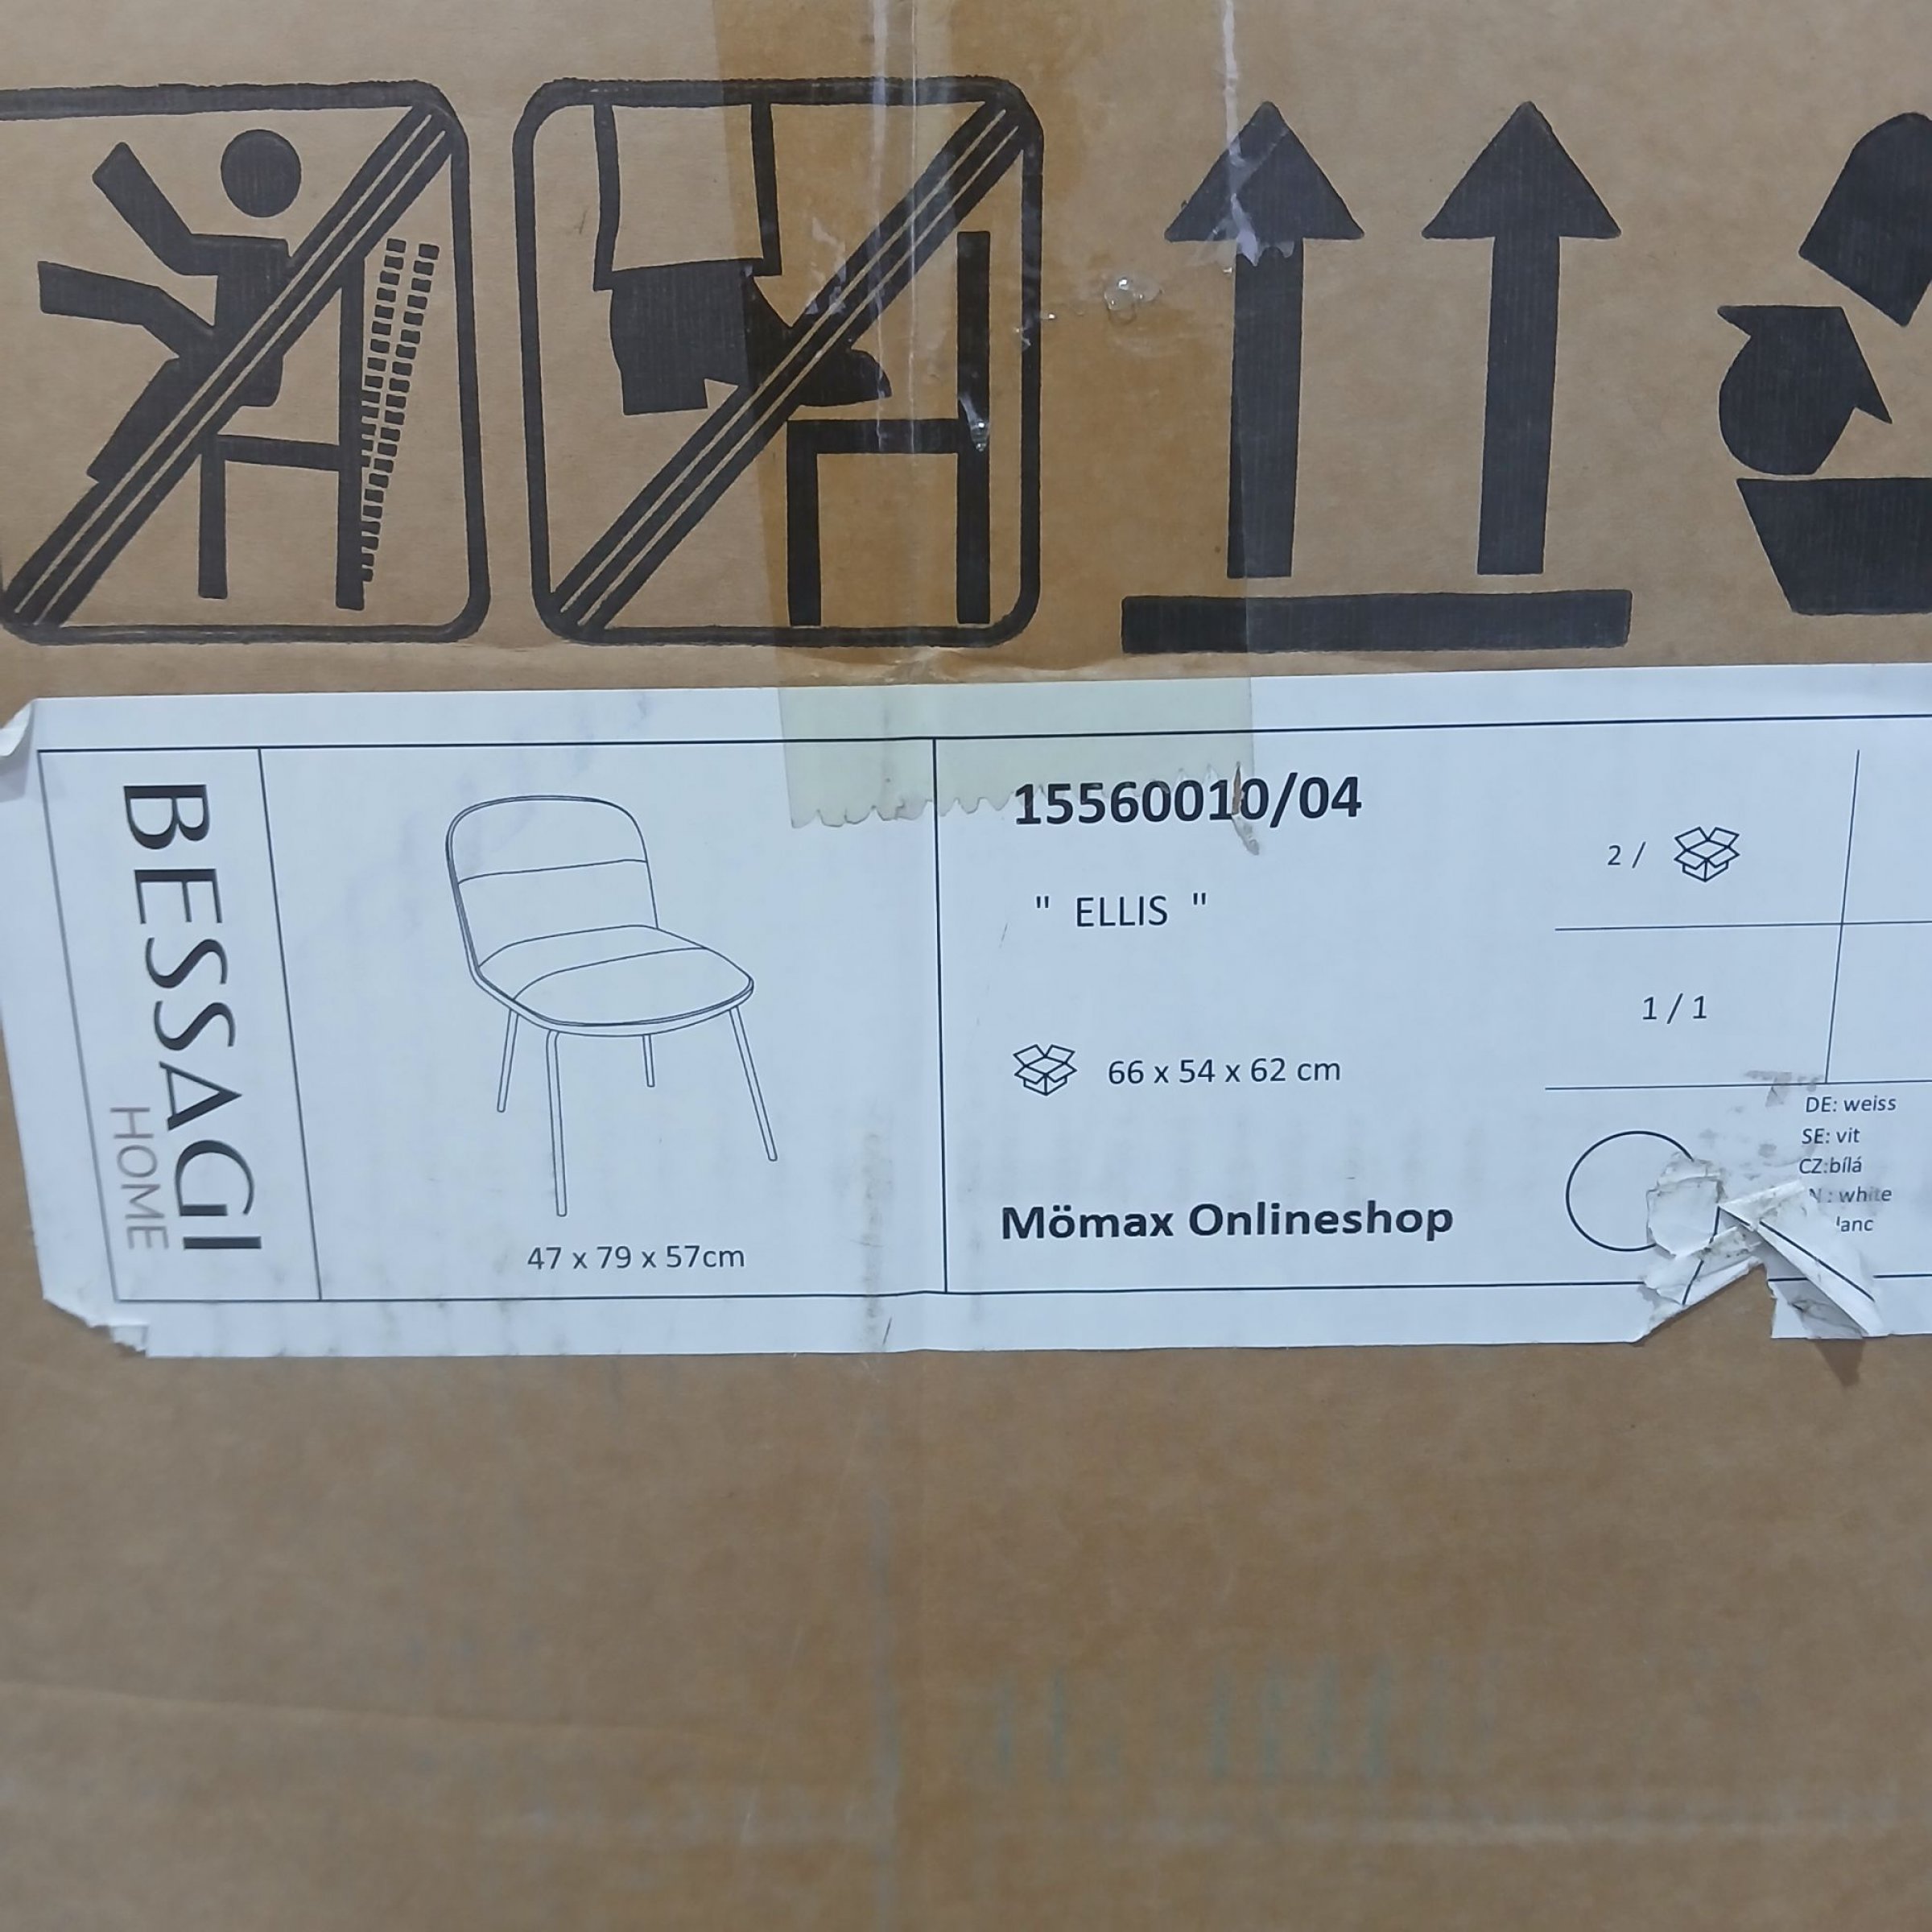 BESSAGI
HOME
47 x 79 x 57cm
15560010/04
" ELLIS "
66 x 54 x 62 cm
Mömax Onlineshop
2 /
1 / 1
DE: weiss
SE: vit
CZ:bílá
: white